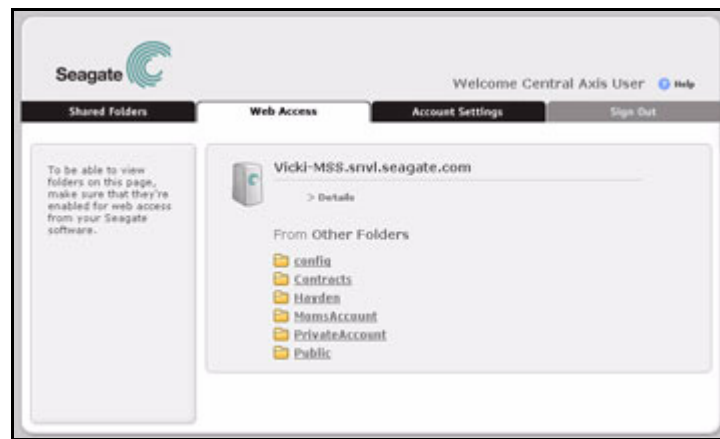 Seagate
Welcome Central Axis User Help
Shared Folders Web Access Account Settings Sign Out
To be able to view
folders on this page,
make sure that they're
enabled for web access
from your Seagate
software.
Vicki-MSS.snvl.seagate.com
> Details
From Other Folders
config
Contracts
Hayden
MomsAccount
PrivateAccount
Public